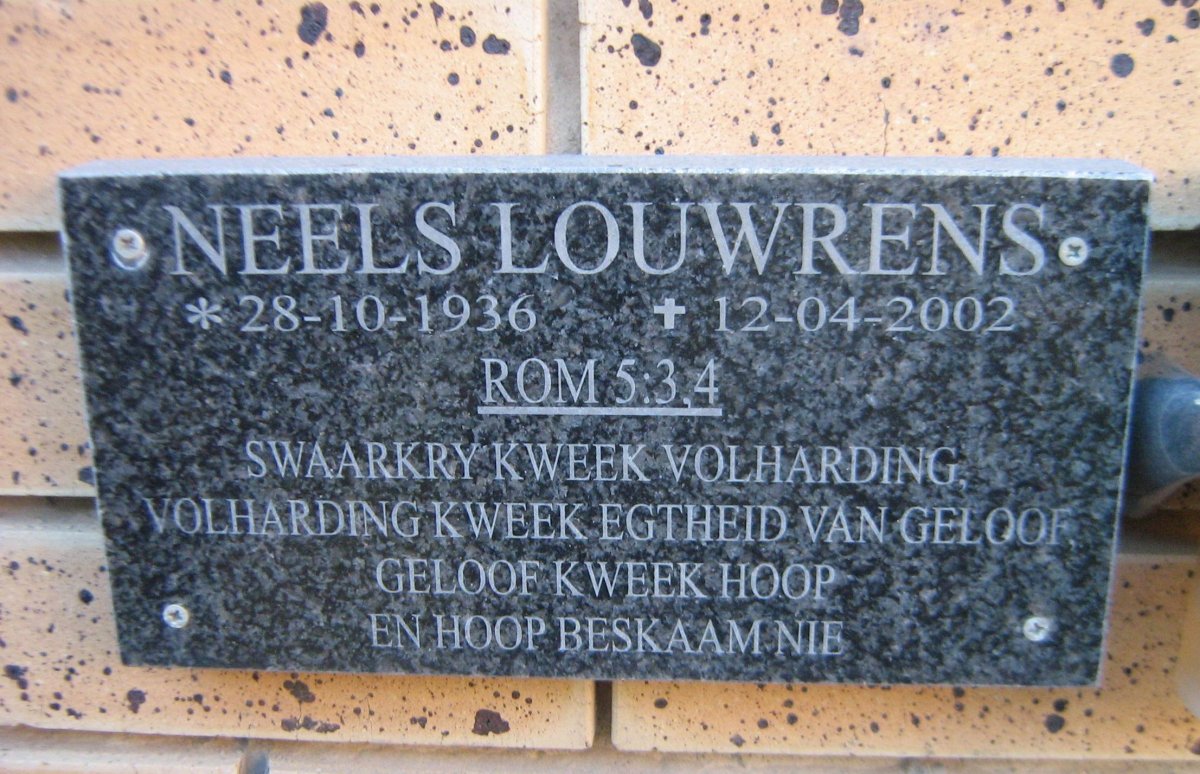 NEELS LOUWRENS
* 28-10-1936 ✝ 12-04-2002
ROM 5:3,4
SWAARKRY KWEEK VOLHARDING,
VOLHARDING KWEEK EGTHEID VAN GELOOF,
GELOOF KWEEK HOOP
EN HOOP BESKAAM NIE